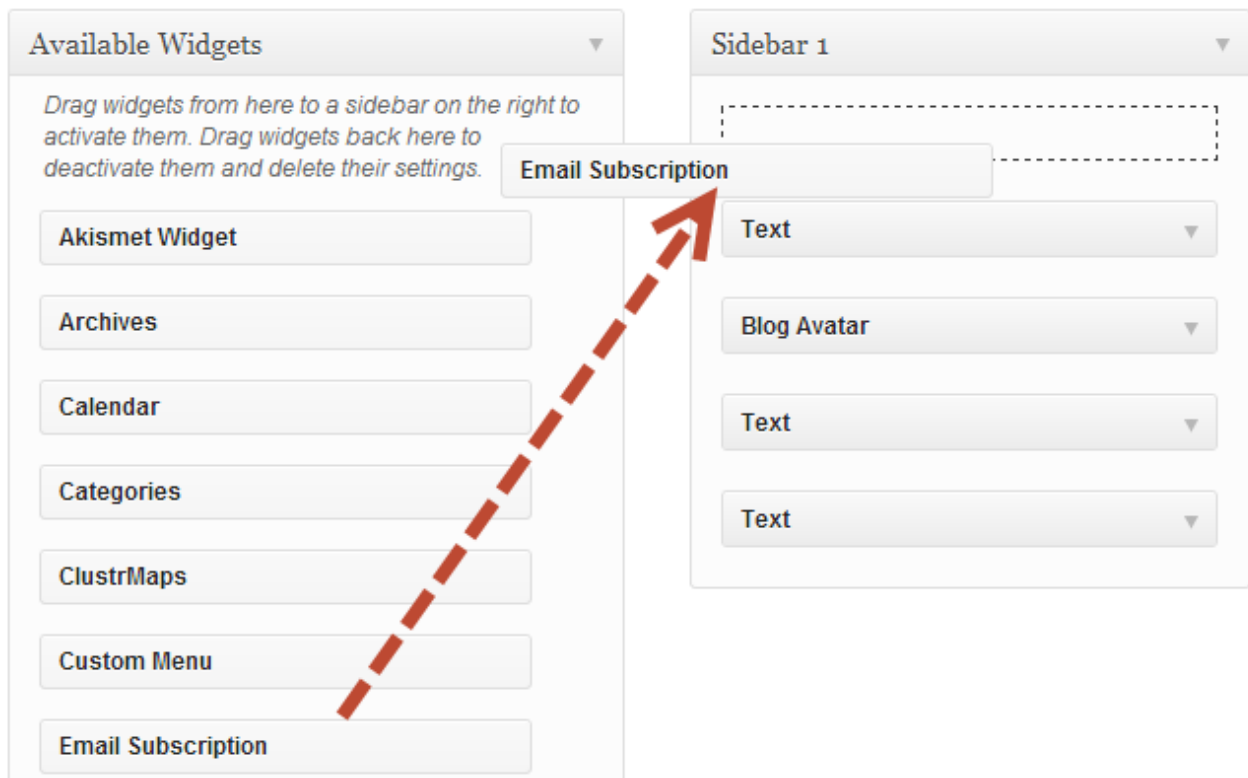 Available Widgets
Drag widgets from here to a sidebar on the right to
activate them. Drag widgets back here to
deactivate them and delete their settings.
Akismet Widget
Archives
Calendar
Categories
ClustrMaps
Custom Menu
Email Subscription
Email Subscription
Sidebar 1
Text
Blog Avatar
Text
Text